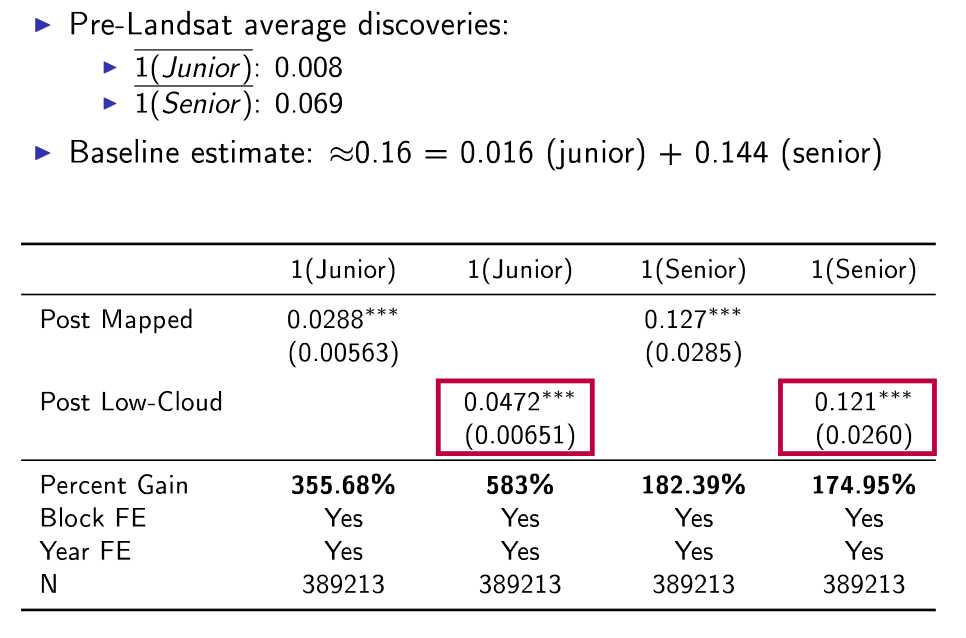 Pre-Landsat average discoveries:
1(Junior): 0.008
1(Senior): 0.069
Baseline estimate: ≈0.16 = 0.016 (junior) + 0.144 (senior)
1(Junior) 1(Junior) 1(Senior) 1(Senior)
Post Mapped 0.0288*** 0.127***
(0.00563) (0.0285)
Post Low-Cloud 0.0472*** 0.121***
(0.00651) (0.0260)
Percent Gain 355.68% 583% 182.39% 174.95%
Block FE Yes Yes Yes Yes
Year FE Yes Yes Yes Yes
N 389213 389213 389213 389213